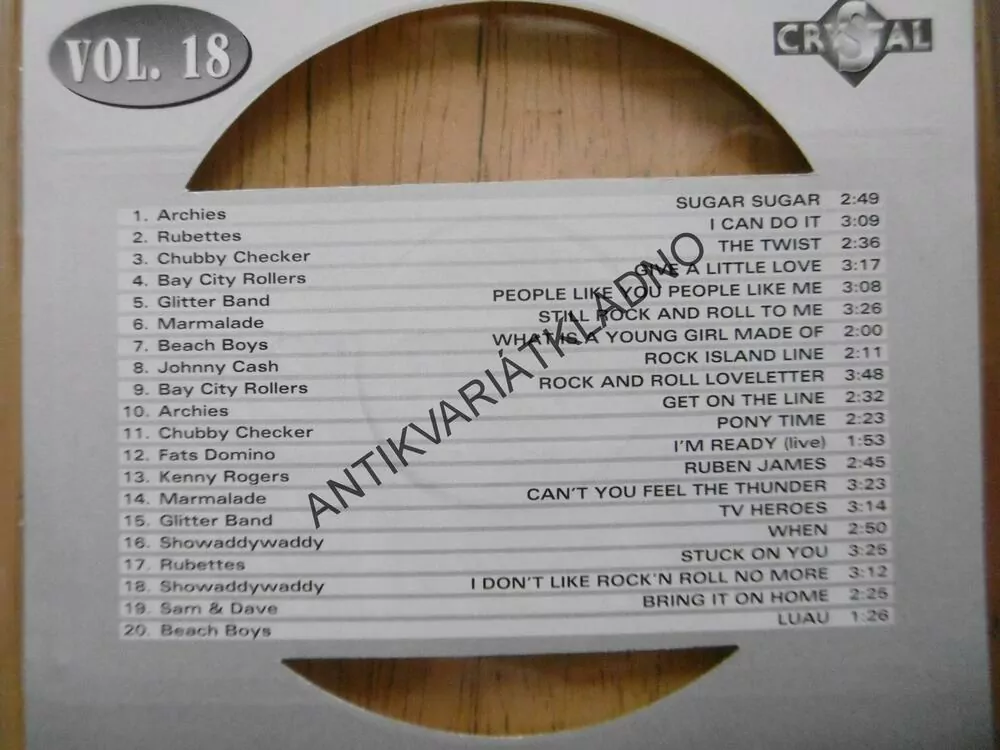 VOL. 18
CRYSTAL
1. Archies SUGAR SUGAR 2:49
2. Rubettes I CAN DO IT 3:09
3. Chubby Checker THE TWIST 2:36
4. Bay City Rollers GIVE A LITTLE LOVE 3:17
5. Glitter Band PEOPLE LIKE YOU PEOPLE LIKE ME 3:08
6. Marmalade STILL ROCK AND ROLL TO ME 3:26
7. Beach Boys WHAT IS A YOUNG GIRL MADE OF 2:00
8. Johnny Cash ROCK ISLAND LINE 2:11
9. Bay City Rollers ROCK AND ROLL LOVELETTER 3:48
10. Archies GET ON THE LINE 2:32
11. Chubby Checker PONY TIME 2:23
12. Fats Domino I'M READY (live) 1:53
13. Kenny Rogers RUBEN JAMES 2:45
14. Marmalade CAN'T YOU FEEL THE THUNDER 3:23
15. Glitter Band TV HEROES 3:14
16. Showaddywaddy WHEN 2:50
17. Rubettes STUCK ON YOU 3:25
18. Showaddywaddy I DON'T LIKE ROCK'N ROLL NO MORE 3:12
19. Sam & Dave BRING IT ON HOME 2:25
20. Beach Boys LUAU 1:26
ANTIKVARIÁTKLADNO